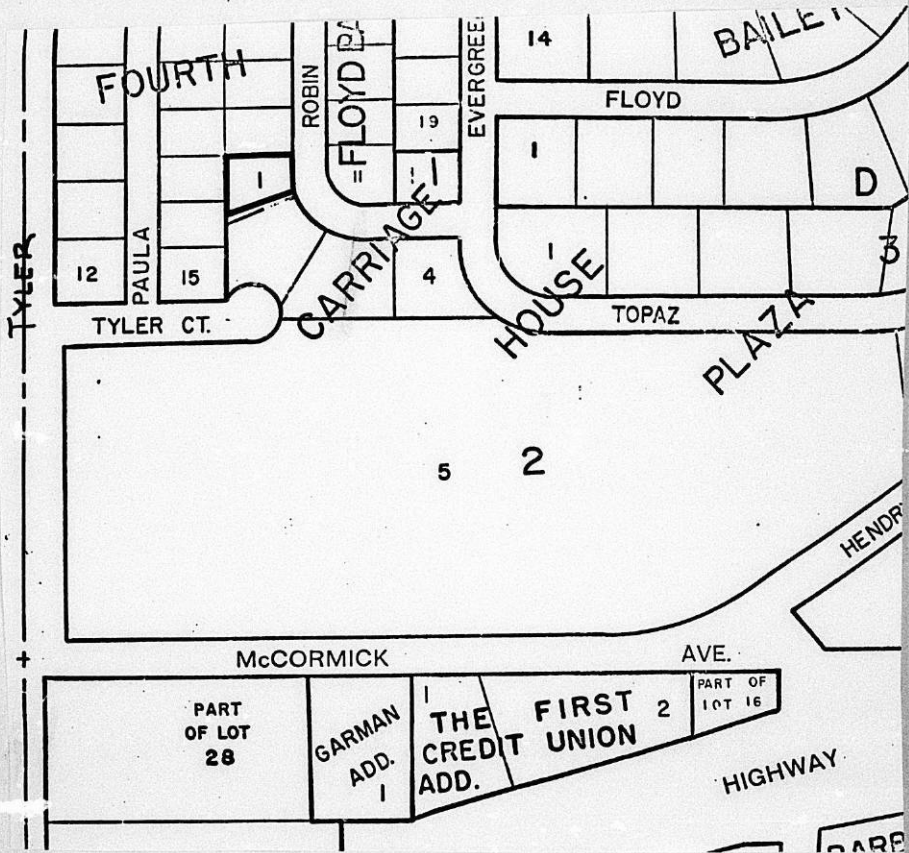 14
BAILEY
FOURTH
ROBIN
FLOYD
EVERGREE
FLOYD
19
1
1
1
D
TYLER
12
PAULA
15
CARRIAGE
4
1
HOUSE
3
TYLER CT.
TOPAZ
PLAZA
5
2
HENDR
McCORMICK
AVE.
PART
OF LOT
28
GARMAN
ADD.
1
1
THE FIRST
CREDIT UNION
ADD.
2
PART OF
LOT 16
HIGHWAY
BARB